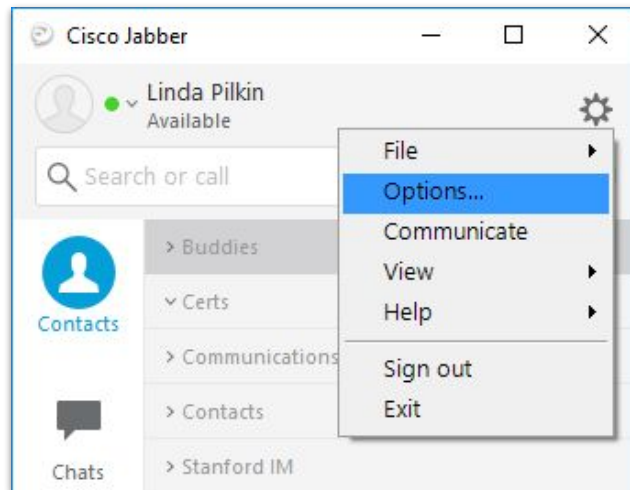 Cisco Jabber
Linda Pilkin
Available
Search or call
File
Options...
Communicate
View
Help
Sign out
Exit
Contacts
Chats
> Buddies
Certs
> Communications
> Contacts
> Stanford IM